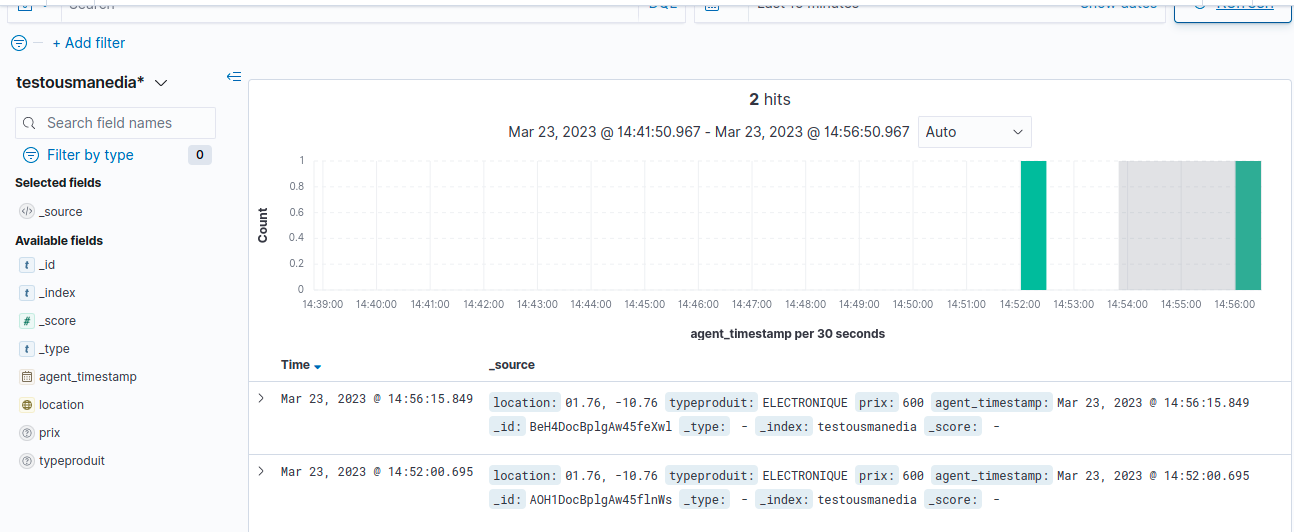 Search DQL Last 15 minutes Show dates Refresh
+ Add filter
testousmanedia*
Search field names
Filter by type 0
Selected fields
_source
Available fields
t _id
t _index
# _score
t _type
agent_timestamp
location
? prix
? typeproduit
2 hits
Mar 23, 2023 @ 14:41:50.967 - Mar 23, 2023 @ 14:56:50.967 Auto
Count
1
0.8
0.6
0.4
0.2
0
14:39:00 14:40:00 14:41:00 14:42:00 14:43:00 14:44:00 14:45:00 14:46:00 14:47:00 14:48:00 14:49:00 14:50:00 14:51:00 14:52:00 14:53:00 14:54:00 14:55:00 14:56:00
agent_timestamp per 30 seconds
Time _source
Mar 23, 2023 @ 14:56:15.849 location: 01.76, -10.76 typeproduit: ELECTRONIQUE prix: 600 agent_timestamp: Mar 23, 2023 @ 14:56:15.849
_id: BeH4DocBplgAw45feXwl _type: - _index: testousmanedia _score: -
Mar 23, 2023 @ 14:52:00.695 location: 01.76, -10.76 typeproduit: ELECTRONIQUE prix: 600 agent_timestamp: Mar 23, 2023 @ 14:52:00.695
_id: AOH1DocBplgAw45flnWs _type: - _index: testousmanedia _score: -